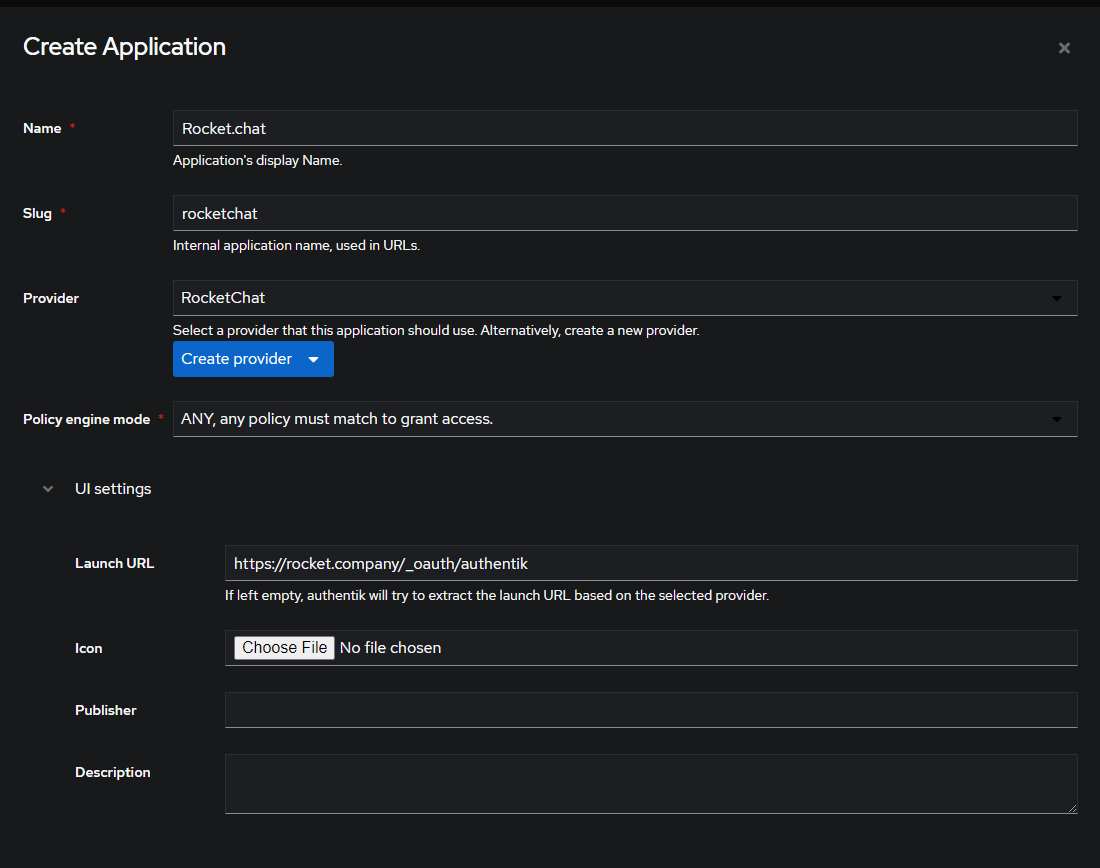 Create Application
×
Name *
Rocket.chat
Application's display Name.
Slug *
rocketchat
Internal application name, used in URLs.
Provider
RocketChat
Select a provider that this application should use. Alternatively, create a new provider.
Create provider
Policy engine mode *
ANY, any policy must match to grant access.
UI settings
Launch URL
https://rocket.company/_oauth/authentik
If left empty, authentik will try to extract the launch URL based on the selected provider.
Icon
Choose File No file chosen
Publisher
Description